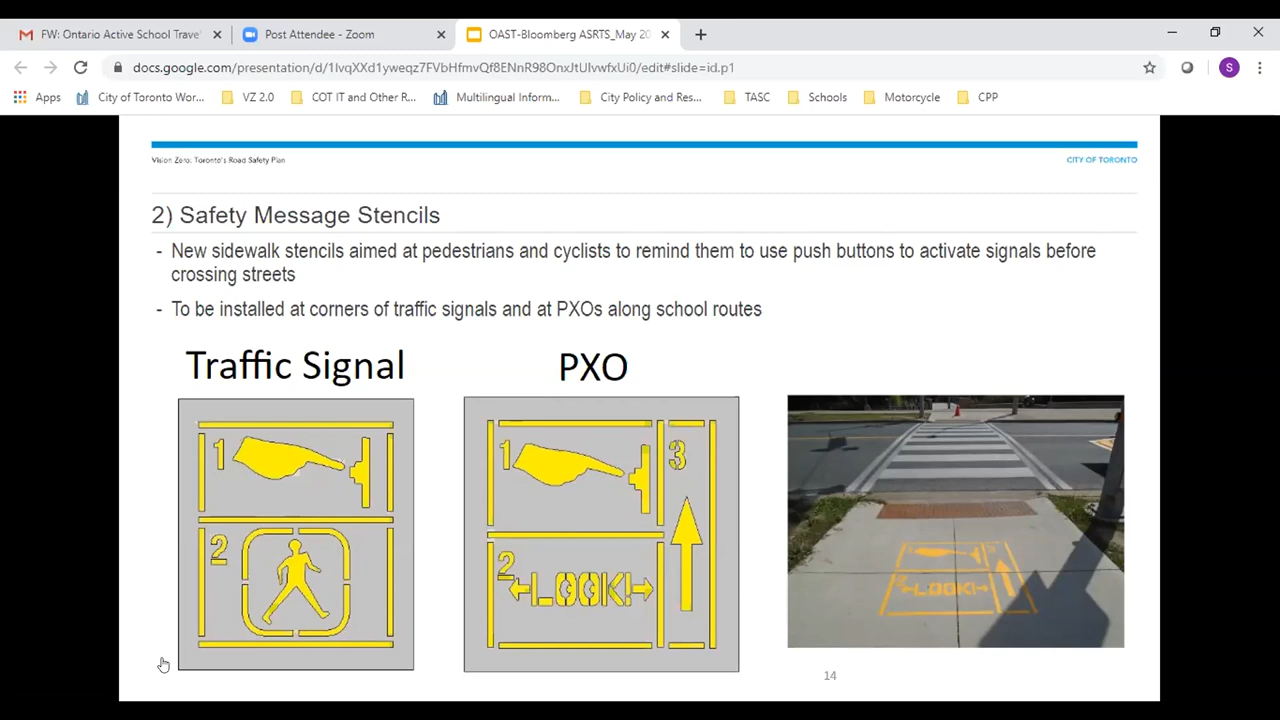 FW: Ontario Active School Trave
Post Attendee - Zoom
OAST-Bloomberg ASRTS_May 20
docs.google.com/presentation/d/1IvqXXd1yweqz7FVbHfmvQf8ENnR98OnxJtUIvwfxUi0/edit#slide=id.p1
S
Apps
City of Toronto Wor...
VZ 2.0
COT IT and Other R...
Multilingual Inform...
City Policy and Res...
TASC
Schools
Motorcycle
CPP
Vision Zero: Toronto's Road Safety Plan
CITY OF TORONTO
2) Safety Message Stencils
- New sidewalk stencils aimed at pedestrians and cyclists to remind them to use push buttons to activate signals before
crossing streets
- To be installed at corners of traffic signals and at PXOs along school routes
Traffic Signal
PXO
1
2
1
3
2
LOOK!
LOOK!
14